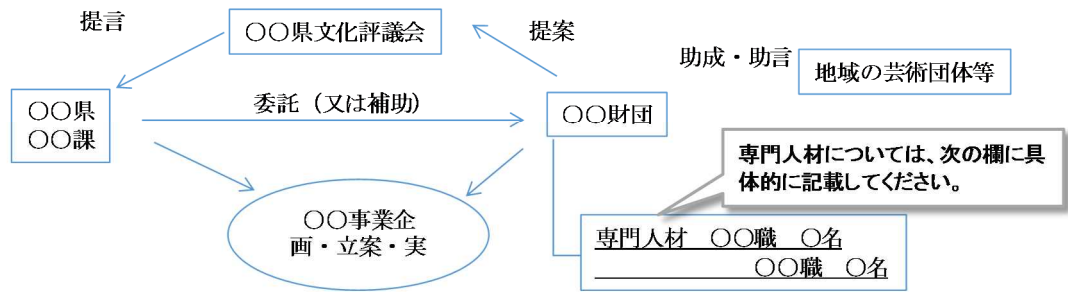 提言
○○県文化評議会
提案
助成・助言
地域の芸術団体等
○○県
○○課
委託（又は補助）
○○財団
専門人材については、次の欄に具
体的に記載してください。
○○事業企
画・立案・実
専門人材　○○職　○名
○○職　○名